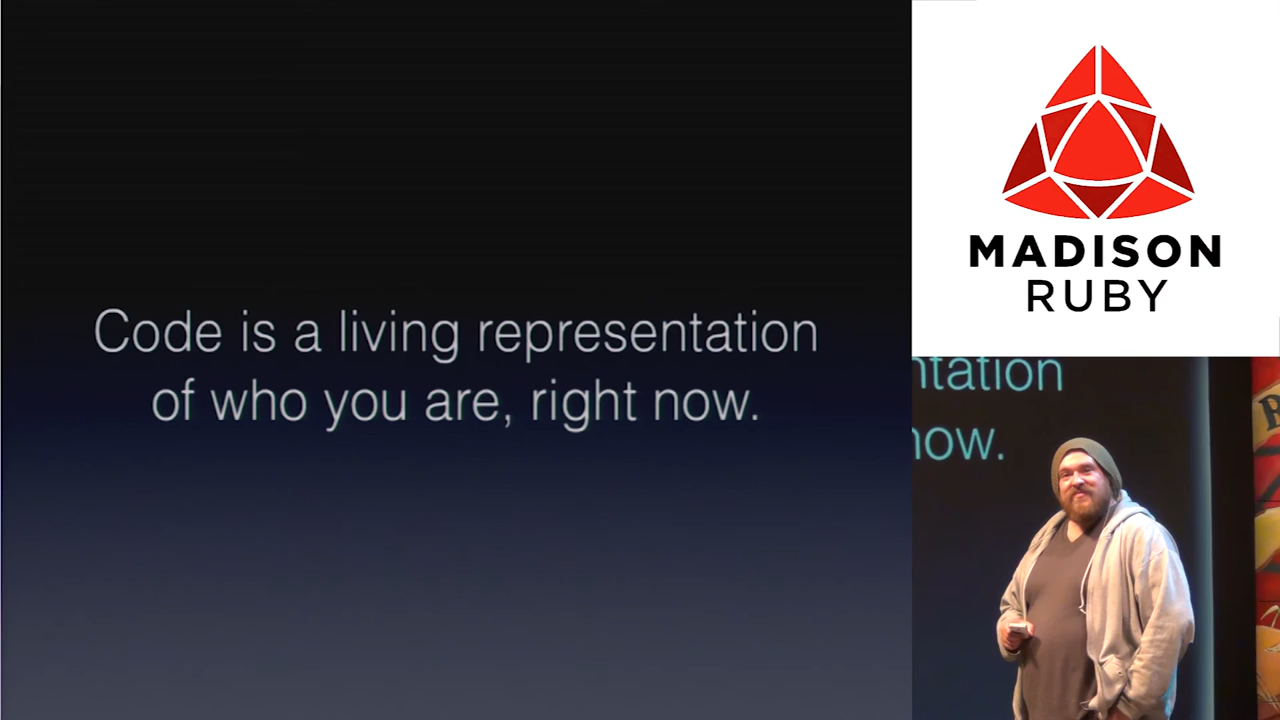 Code is a living representation
of who you are, right now.
MADISON
RUBY
ntation
now.